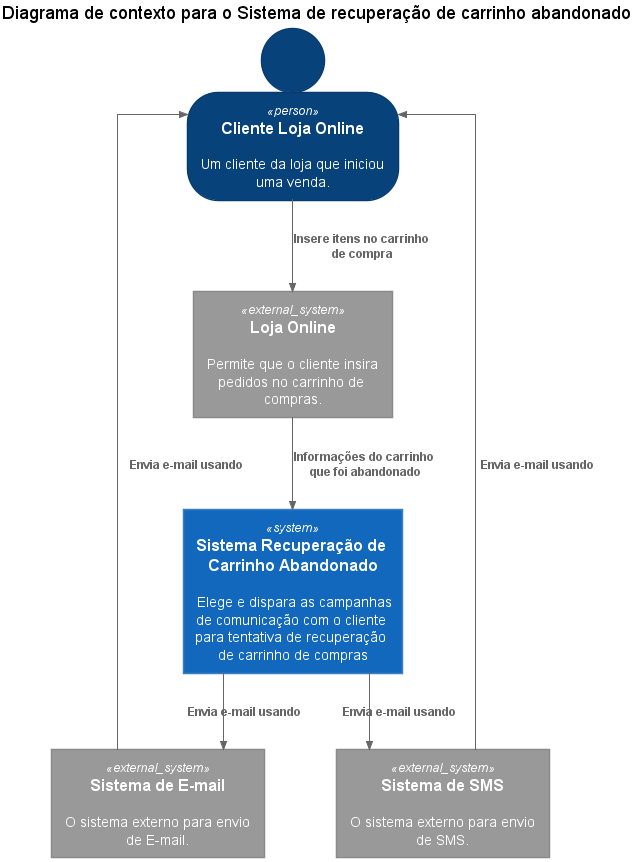 Diagrama de contexto para o Sistema de recuperação de carrinho abandonado
«person»
Cliente Loja Online
Um cliente da loja que iniciou
uma venda.
Insere itens no carrinho
de compra
«external_system»
Loja Online
Permite que o cliente insira
pedidos no carrinho de
compras.
Envia e-mail usando
Informações do carrinho
que foi abandonado
Envia e-mail usando
«system»
Sistema Recuperação de
Carrinho Abandonado
Elege e dispara as campanhas
de comunicação com o cliente
para tentativa de recuperação
de carrinho de compras
Envia e-mail usando
Envia e-mail usando
«external_system»
Sistema de E-mail
O sistema externo para envio
de E-mail.
«external_system»
Sistema de SMS
O sistema externo para envio
de SMS.